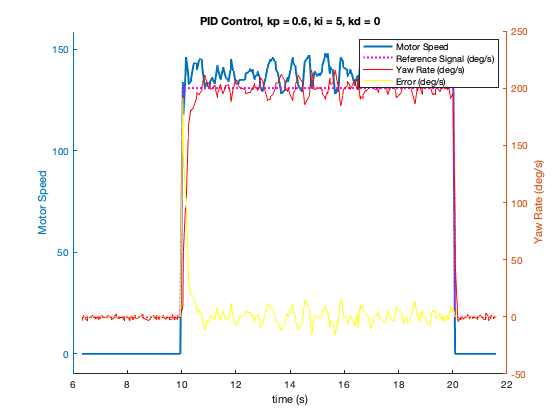 PID Control, kp = 0.6, ki = 5, kd = 0
Motor Speed
Reference Signal (deg/s)
Yaw Rate (deg/s)
Error (deg/s)
150
100
50
0
Motor Speed
250
200
150
100
50
0
-50
Yaw Rate (deg/s)
6 8 10 12 14 16 18 20 22
time (s)